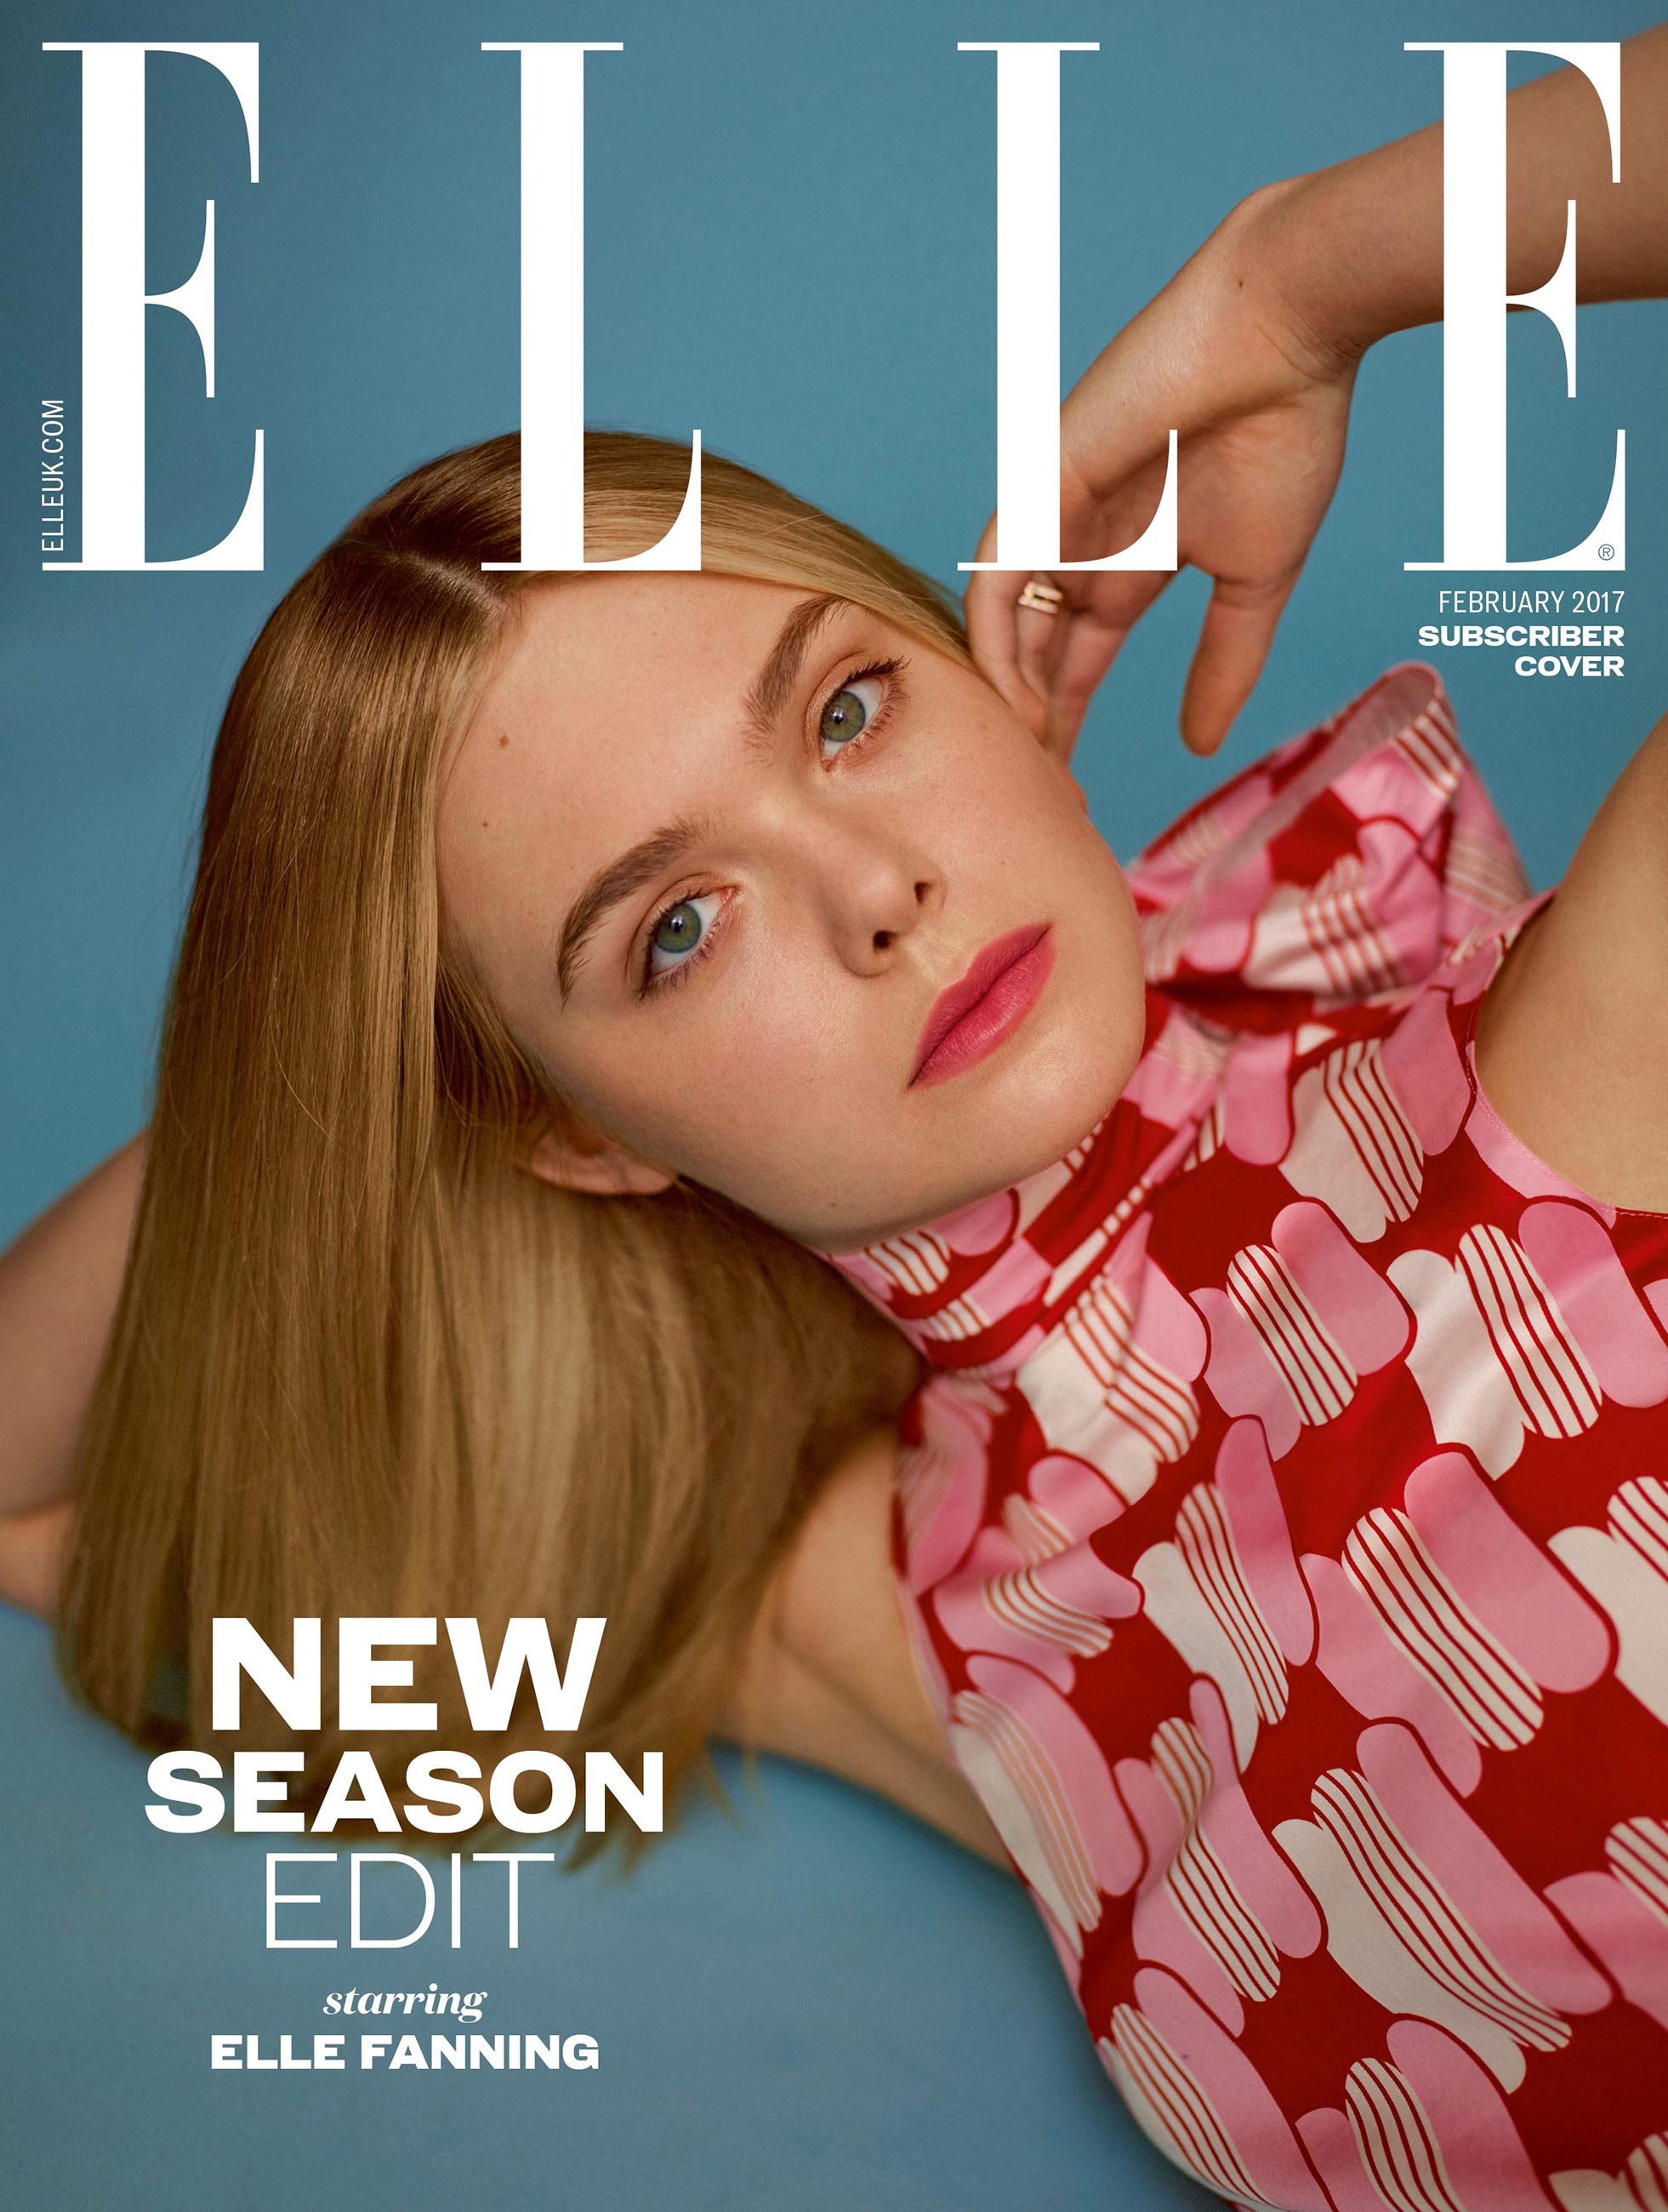 ELLE
ELLEUK.COM
®
FEBRUARY 2017
SUBSCRIBER
COVER
NEW
SEASON
EDIT
starring
ELLE FANNING